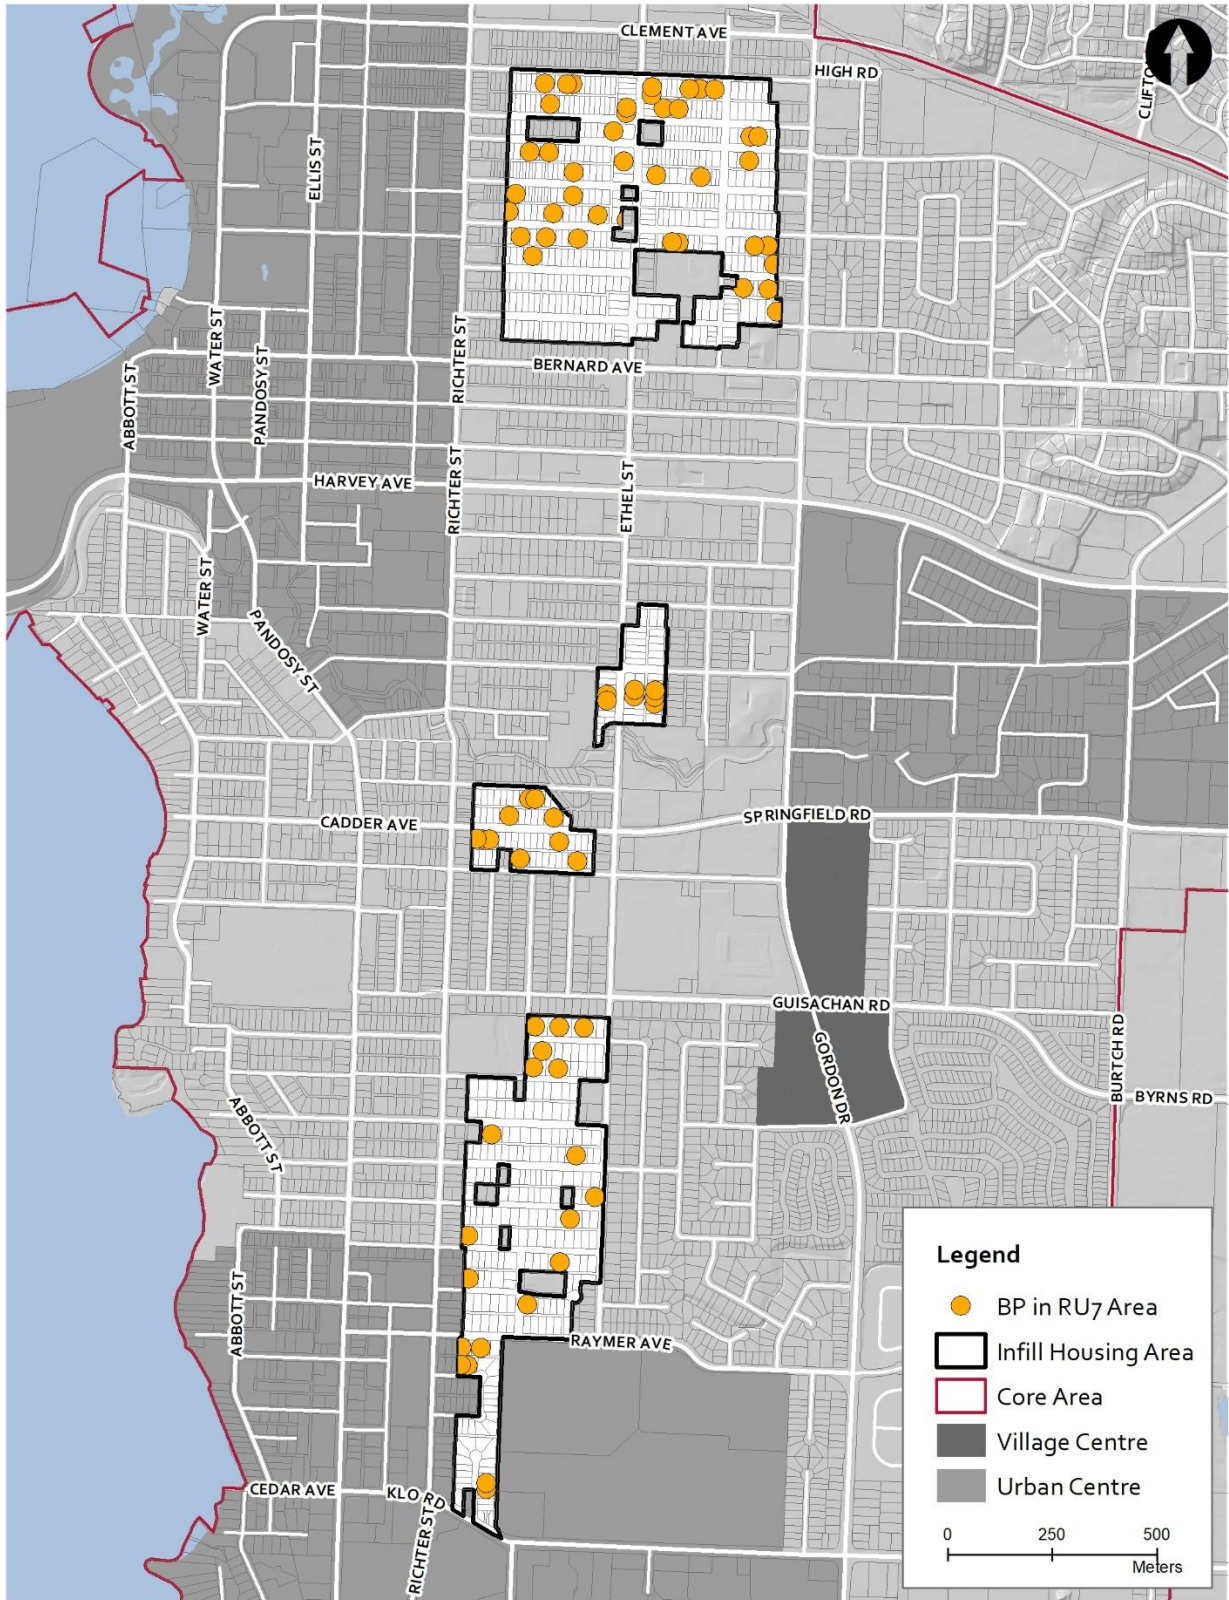 CLEMENT AVE
HIGH RD
ELLIS ST
WATER ST
RICHTER ST
PANDOSY ST
ABBOTT ST
BERNARD AVE
HARVEY AVE
RICHTER ST
ETHEL ST
WATER ST
PANDOSY ST
CADDER AVE
SPRINGFIELD RD
GUISACHAN RD
GORDON DR
BURTCH RD
BYRNS RD
ABBOTT ST
ABBOTT ST
RAYMER AVE
CEDAR AVE
KLO RD
RICHTER ST
Legend
BP in RU7 Area
Infill Housing Area
Core Area
Village Centre
Urban Centre
0 250 500
Meters